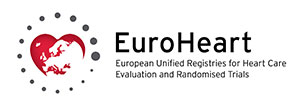 EuroHeart
European Unified Registries for Heart Care
Evaluation and Randomised Trials